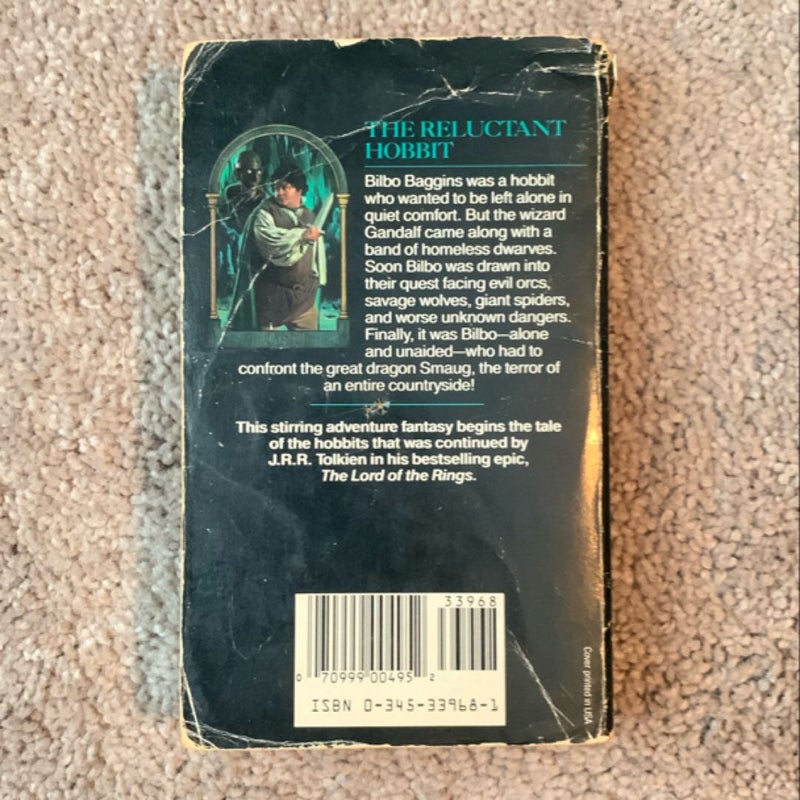 THE RELUCTANT
HOBBIT
Bilbo Baggins was a hobbit
who wanted to be left alone in
quiet comfort. But the wizard
Gandalf came along with a
band of homeless dwarves.
Soon Bilbo was drawn into
their quest facing evil orcs,
savage wolves, giant spiders,
and worse unknown dangers.
Finally, it was Bilbo—alone
and unaided—who had to
confront the great dragon Smaug, the terror of
an entire countryside!
This stirring adventure fantasy begins the tale
of the hobbits that was continued by
J.R.R. Tolkien in his bestselling epic,
The Lord of the Rings.
33968
0 70999 00495 2
ISBN 0-345-33968-1
Cover printed in USA